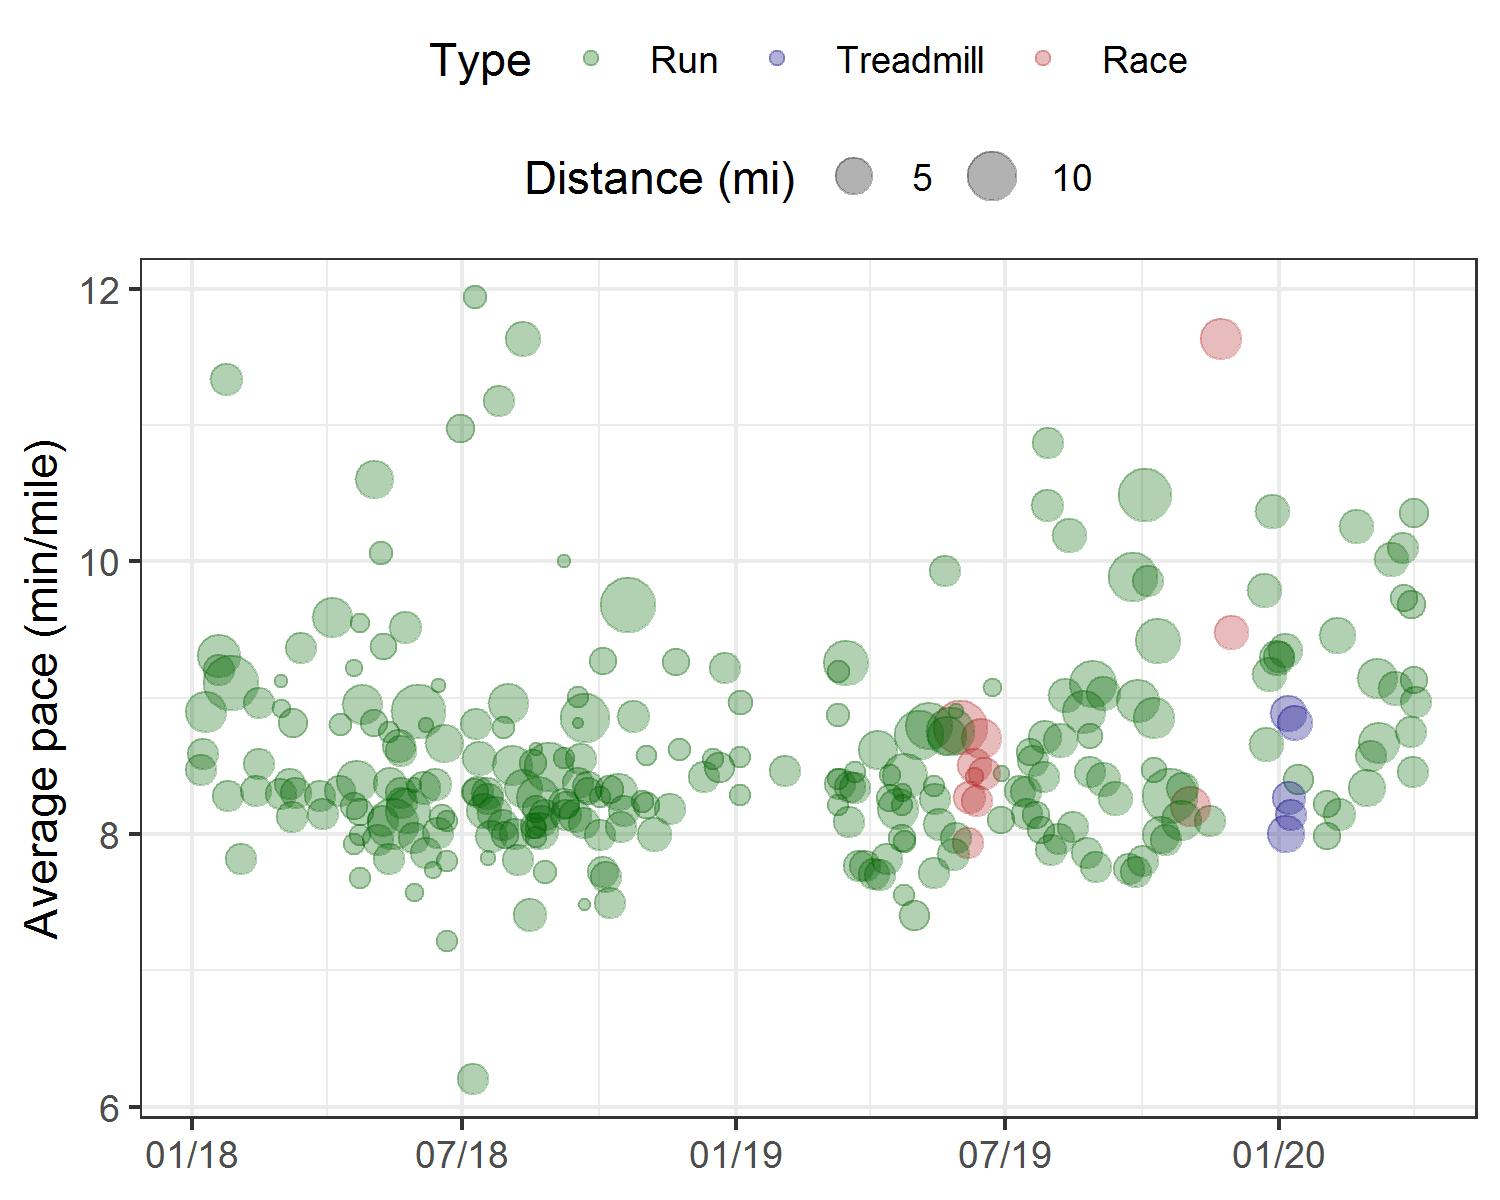 Type Run Treadmill Race
Distance (mi) 5 10
Average pace (min/mile)
12
10
8
6
01/18 07/18 01/19 07/19 01/20